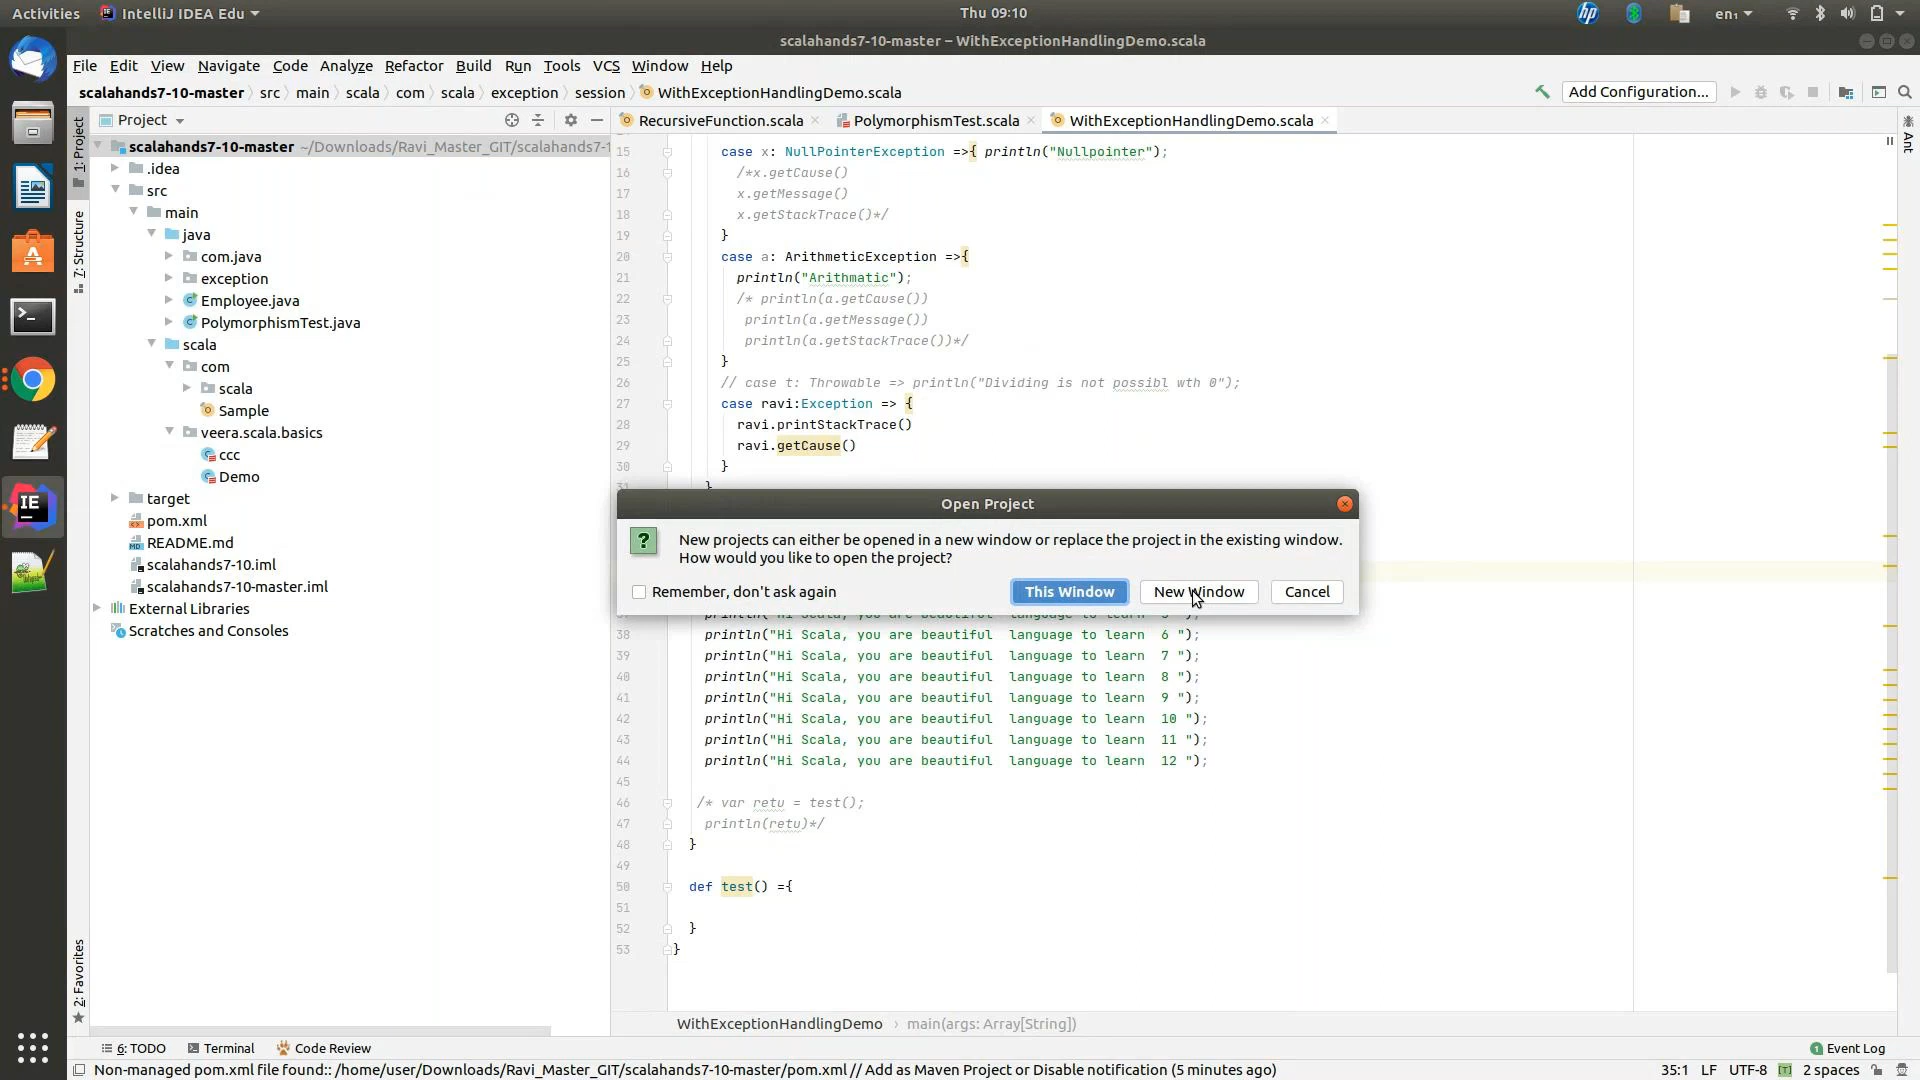 Activities IntelliJ IDEA Edu Thu 09:10 en₁
scalahands7-10-master – WithExceptionHandlingDemo.scala
File Edit View Navigate Code Analyze Refactor Build Run Tools VCS Window Help
scalahands7-10-master src main scala com scala exception session WithExceptionHandlingDemo.scala Add Configuration...
Project RecursiveFunction.scala PolymorphismTest.scala WithExceptionHandlingDemo.scala
1: Project
7: Structure
2: Favorites
Ant
scalahands7-10-master ~/Downloads/Ravi_Master_GIT/scalahands7-1
.idea
src
main
java
com.java
exception
Employee.java
PolymorphismTest.java
scala
com
scala
Sample
veera.scala.basics
ccc
Demo
target
pom.xml
README.md
scalahands7-10.iml
scalahands7-10-master.iml
External Libraries
Scratches and Consoles
15 case x: NullPointerException =>{ println("Nullpointer");
16 /*x.getCause()
17 x.getMessage()
18 x.getStackTrace()*/
19 }
20 case a: ArithmeticException =>{
21 println("Arithmatic");
22 /* println(a.getCause())
23 println(a.getMessage())
24 println(a.getStackTrace())*/
25 }
26 // case t: Throwable => println("Dividing is not possibl wth 0");
27 case ravi:Exception => {
28 ravi.printStackTrace()
29 ravi.getCause()
30 }
Open Project
New projects can either be opened in a new window or replace the project in the existing window.
How would you like to open the project?
Remember, don't ask again This Window New Window Cancel
38 println("Hi Scala, you are beautiful language to learn 6 ");
39 println("Hi Scala, you are beautiful language to learn 7 ");
40 println("Hi Scala, you are beautiful language to learn 8 ");
41 println("Hi Scala, you are beautiful language to learn 9 ");
42 println("Hi Scala, you are beautiful language to learn 10 ");
43 println("Hi Scala, you are beautiful language to learn 11 ");
44 println("Hi Scala, you are beautiful language to learn 12 ");
45
46 /* var retu = test();
47 println(retu)*/
48 }
49
50 def test() ={
51
52 }
53 }
WithExceptionHandlingDemo › main(args: Array[String])
6: TODO Terminal Code Review 1 Event Log
Non-managed pom.xml file found:: /home/user/Downloads/Ravi_Master_GIT/scalahands7-10-master/pom.xml // Add as Maven Project or Disable notification (5 minutes ago) 35:1 LF UTF-8 [T] 2 spaces